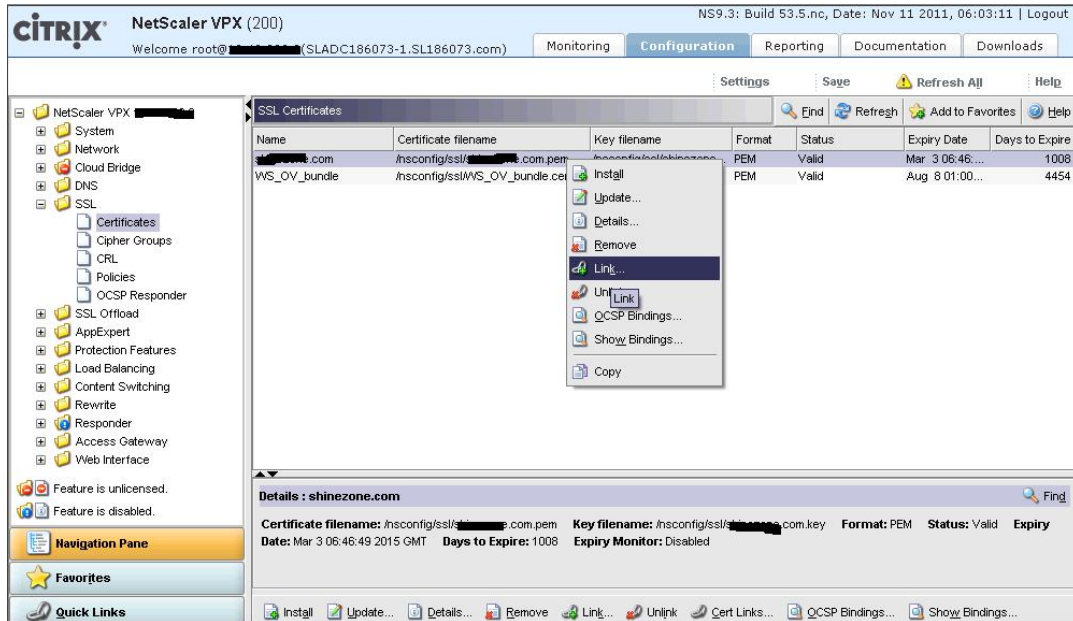 NS9.3: Build 53.5.nc, Date: Nov 11 2011, 06:03:11 | Logout
CITRIX NetScaler VPX (200)
Welcome root@ (SLADC186073-1.SL186073.com)
Monitoring Configuration Reporting Documentation Downloads
Settings Save Refresh All Help
NetScaler VPX
System
Network
Cloud Bridge
DNS
SSL
Certificates
Cipher Groups
CRL
Policies
OCSP Responder
SSL Offload
AppExpert
Protection Features
Load Balancing
Content Switching
Rewrite
Responder
Access Gateway
Web Interface
Feature is unlicensed.
Feature is disabled.
Navigation Pane
Favorites
Quick Links
SSL Certificates Find Refresh Add to Favorites Help
Name Certificate filename Key filename Format Status Expiry Date Days to Expire
.com /nsconfig/ssl/ e.com.pem /nsconfig/ssl/shinezone... PEM Valid Mar 3 06:46:... 1008
WS_OV_bundle /nsconfig/ssl/WS_OV_bundle.cer PEM Valid Aug 8 01:00... 4454
Install
Update...
Details...
Remove
Link...
Link
OCSP Bindings...
Show Bindings...
Copy
Details : shinezone.com Find
Certificate filename: /nsconfig/ssl/ e.com.pem Key filename: /nsconfig/ssl/ .com.key Format: PEM Status: Valid Expiry
Date: Mar 3 06:46:49 2015 GMT Days to Expire: 1008 Expiry Monitor: Disabled
Install Update... Details... Remove Link... Unlink Cert Links... OCSP Bindings... Show Bindings...